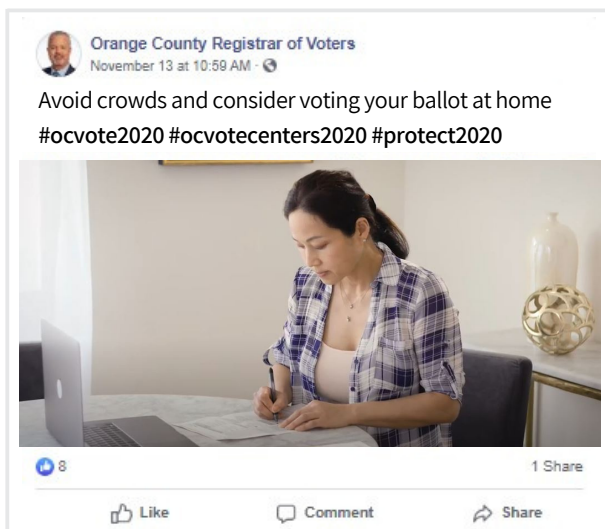 Orange County Registrar of Voters
November 13 at 10:59 AM ·
Avoid crowds and consider voting your ballot at home
#ocvote2020 #ocvotecenters2020 #protect2020
8
1 Share
Like
Comment
Share